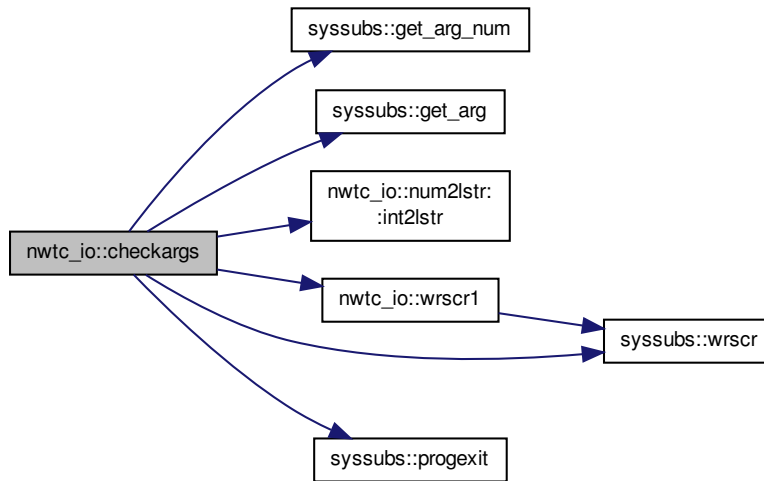 syssubs::get_arg_num
syssubs::get_arg
nwtc_io::num2lstr:
:int2lstr
nwtc_io::checkargs
nwtc_io::wrscr1
syssubs::wrscr
syssubs::progexit